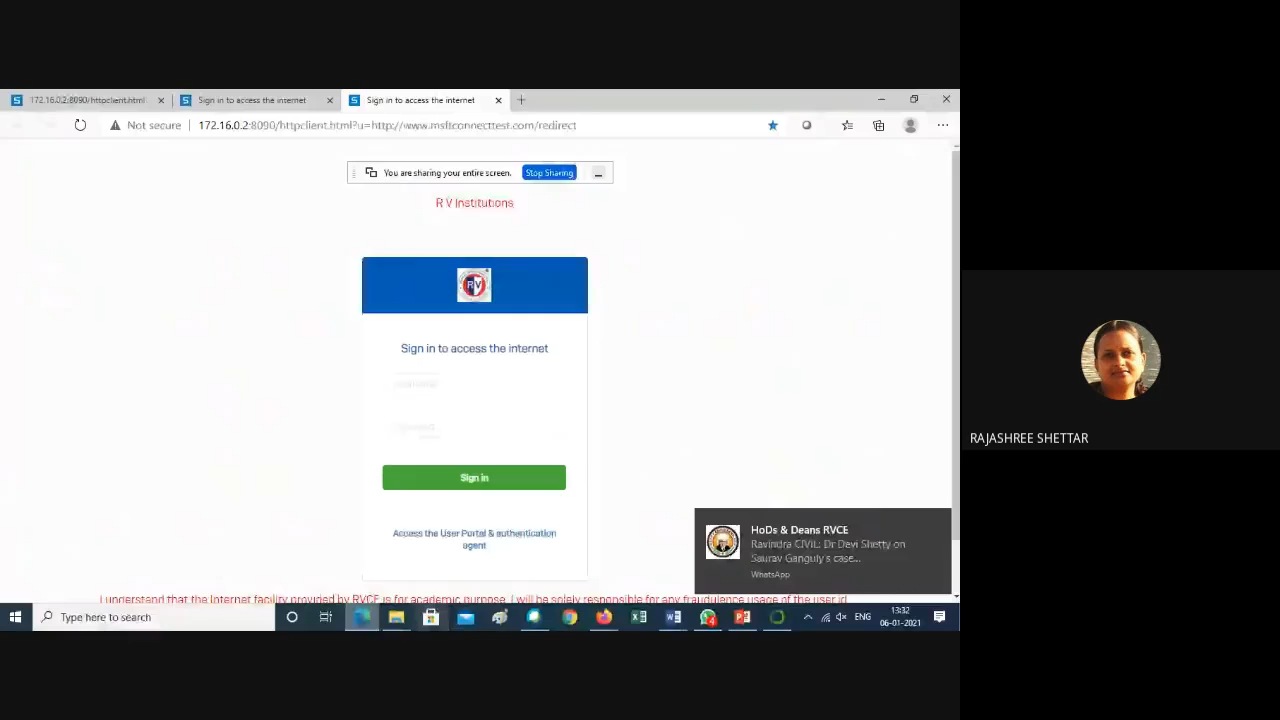 172.16.0.2:8090/httpclient.html
Sign in to access the internet
Sign in to access the internet
Not secure
172.16.0.2:8090/httpclient.html?u=http://www.msftconnecttest.com/redirect
You are sharing your entire screen.
Stop Sharing
R V Institutions
RV
Sign in to access the internet
Sign in
Access the User Portal & authentication
agent
HoDs & Deans RVCE
Ravindra CIVIL: Dr Devi Shetty on
Saurav Ganguly's case...
WhatsApp
I understand that the Internet facility provided by RVCE is for academic purpose. I will be solely responsible for any fraudulence usage of the user id
Type here to search
4
ENG
13:32
06-01-2021
RAJASHREE SHETTAR